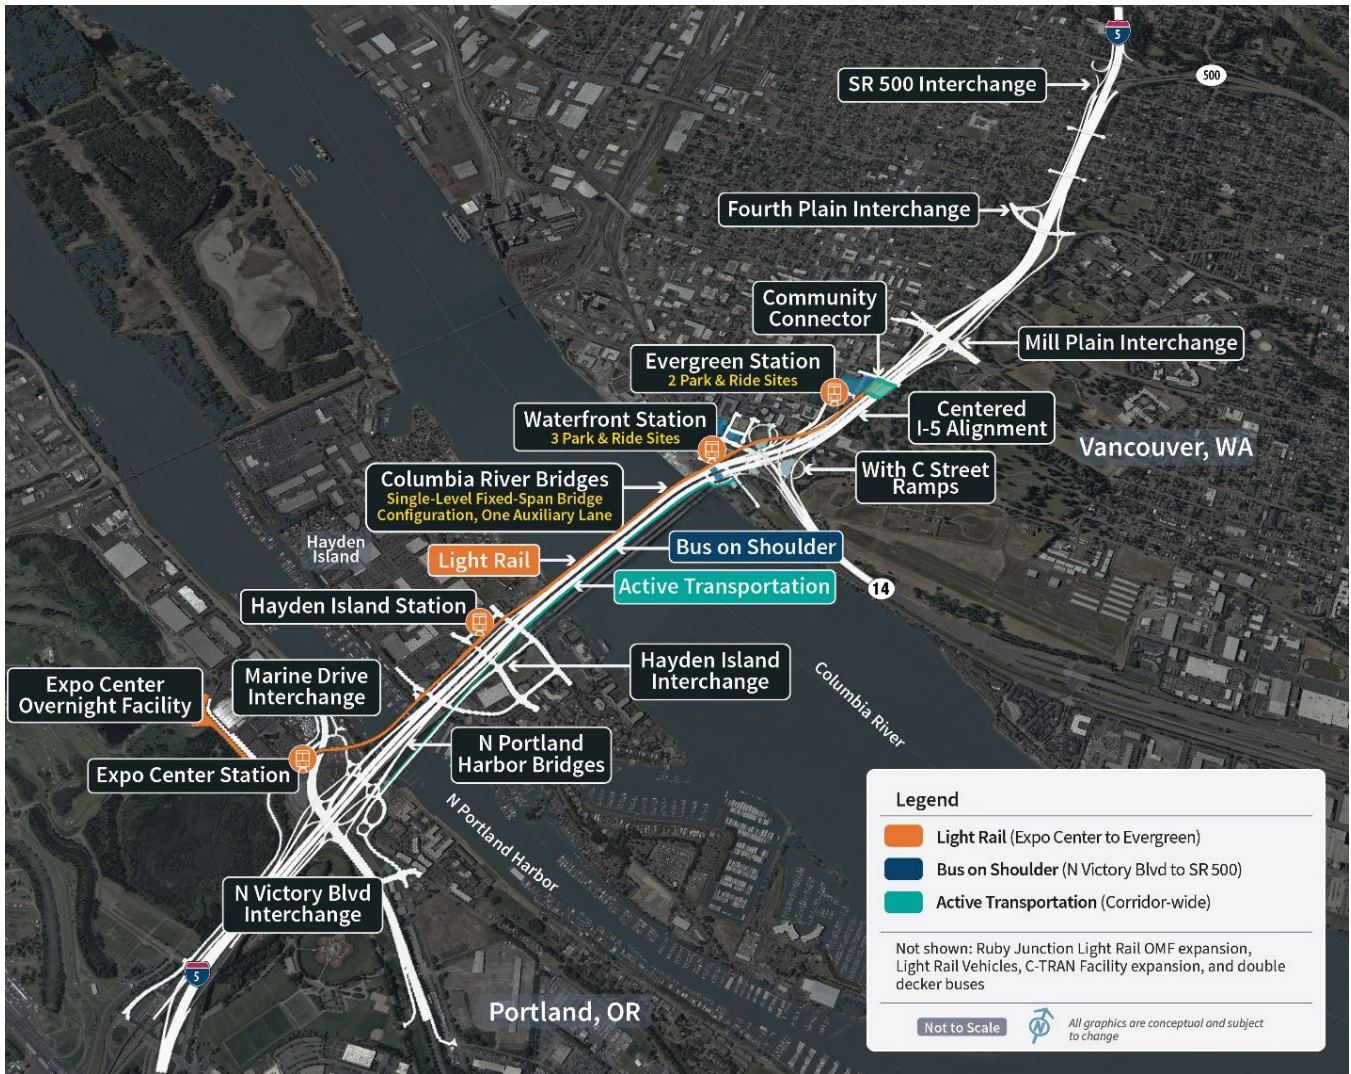 5
SR 500 Interchange
500
Fourth Plain Interchange
Community
Connector
Mill Plain Interchange
Evergreen Station
2 Park & Ride Sites
Centered
I-5 Alignment
Waterfront Station
3 Park & Ride Sites
Vancouver, WA
With C Street
Ramps
Columbia River Bridges
Single-Level Fixed-Span Bridge
Configuration, One Auxiliary Lane
Hayden
Island
Light Rail
Bus on Shoulder
Active Transportation
14
Hayden Island Station
Hayden Island
Interchange
Columbia River
Marine Drive
Interchange
Expo Center
Overnight Facility
N Portland
Harbor Bridges
Expo Center Station
N Portland Harbor
N Victory Blvd
Interchange
5
Portland, OR
Legend
Light Rail (Expo Center to Evergreen)
Bus on Shoulder (N Victory Blvd to SR 500)
Active Transportation (Corridor-wide)
Not shown: Ruby Junction Light Rail OMF expansion,
Light Rail Vehicles, C-TRAN Facility expansion, and double
decker buses
Not to Scale
N
All graphics are conceptual and subject
to change